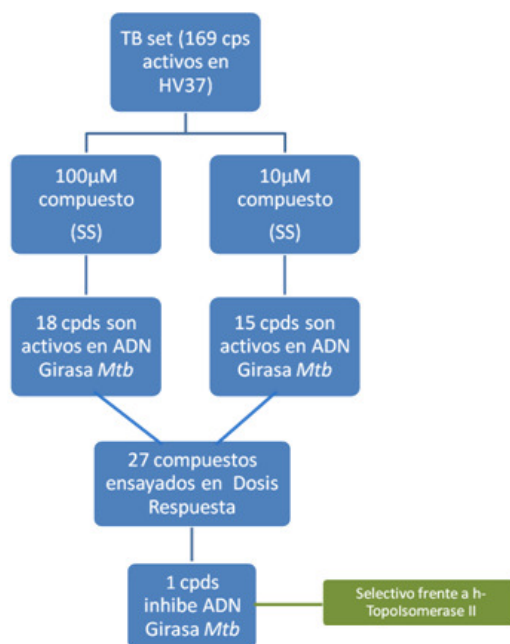 TB set (169 cps
activos en
HV37)
100µM
compuesto
(SS)
10µM
compuesto
(SS)
18 cpds son
activos en ADN
Girasa Mtb
15 cpds son
activos en ADN
Girasa Mtb
27 compuestos
ensayados en Dosis
Respuesta
1 cpds
inhibe ADN
Girasa Mtb
Selectivo frente a h-
TopoIsomerase II